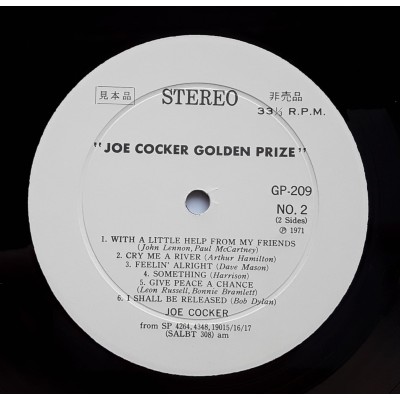 見本品 STEREO 非売品
33⅓ R.P.M.
"JOE COCKER GOLDEN PRIZE"
GP-209
NO. 2
(2 Sides)
Ⓟ 1971
1. WITH A LITTLE HELP FROM MY FRIENDS
(John Lennon, Paul McCartney)
2. CRY ME A RIVER (Arthur Hamilton)
3. FEELIN' ALRIGHT (Dave Mason)
4. SOMETHING (Harrison)
5. GIVE PEACE A CHANCE
(Leon Russell, Bonnie Bramlett)
6. I SHALL BE RELEASED (Bob Dylan)
JOE COCKER
from SP 4264, 4348, 19015/16/17
(SALBT 308) am